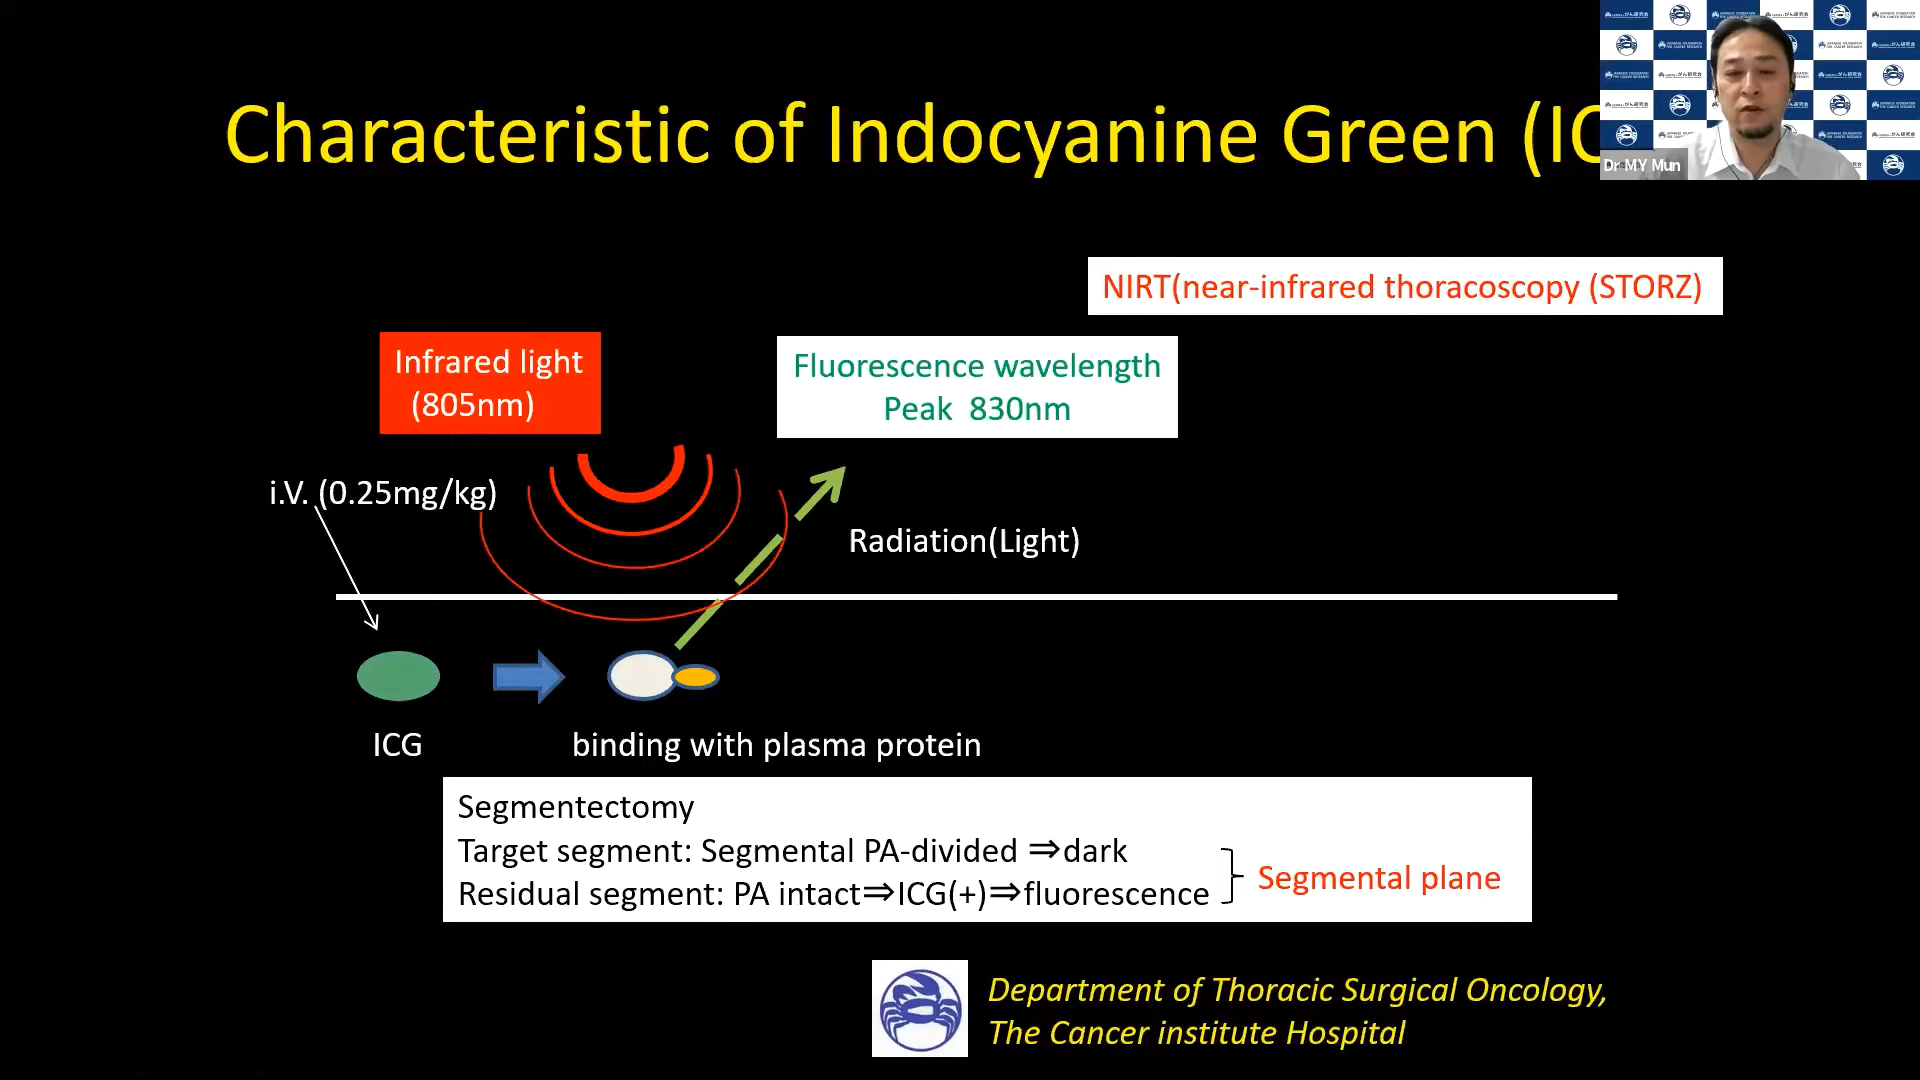 Characteristic of Indocyanine Green (IC
Dr MY Mun
NIRT(near-infrared thoracoscopy (STORZ)
Infrared light
(805nm)
Fluorescence wavelength
Peak 830nm
i.V. (0.25mg/kg)
Radiation(Light)
ICG
binding with plasma protein
Segmentectomy
Target segment: Segmental PA-divided ⇒dark
Residual segment: PA intact⇒ICG(+)⇒fluorescence
Segmental plane
Department of Thoracic Surgical Oncology,
The Cancer institute Hospital